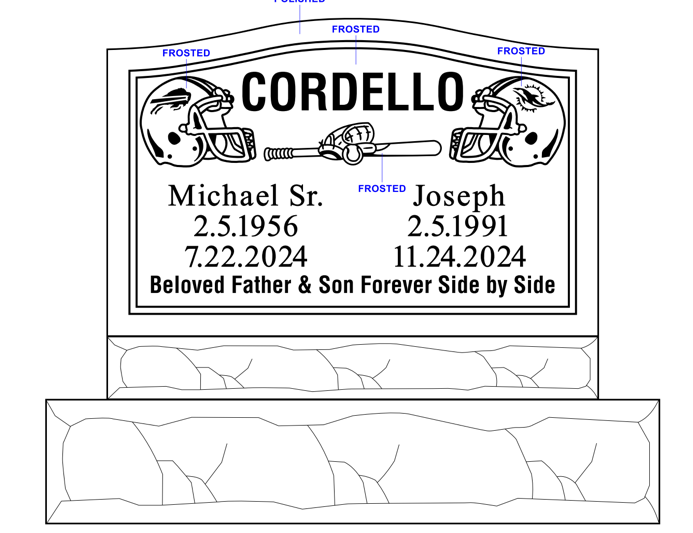 POLISHED
FROSTED
FROSTED
FROSTED
CORDELLO
FROSTED
Michael Sr. Joseph
2.5.1956 2.5.1991
7.22.2024 11.24.2024
Beloved Father & Son Forever Side by Side